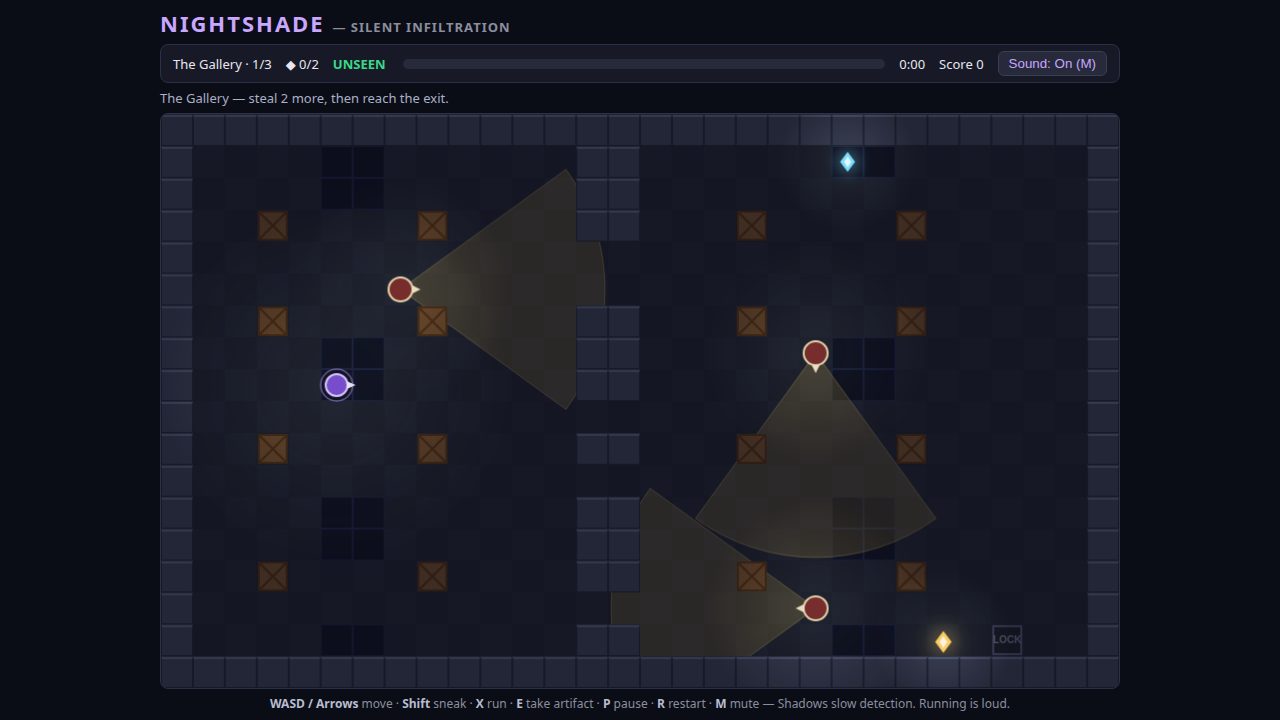 NIGHTSHADE — SILENT INFILTRATION
The Gallery · 1/3 ◆ 0/2 UNSEEN 0:00 Score 0 Sound: On (M)
The Gallery — steal 2 more, then reach the exit.
LOCK
WASD / Arrows move · Shift sneak · X run · E take artifact · P pause · R restart · M mute — Shadows slow detection. Running is loud.